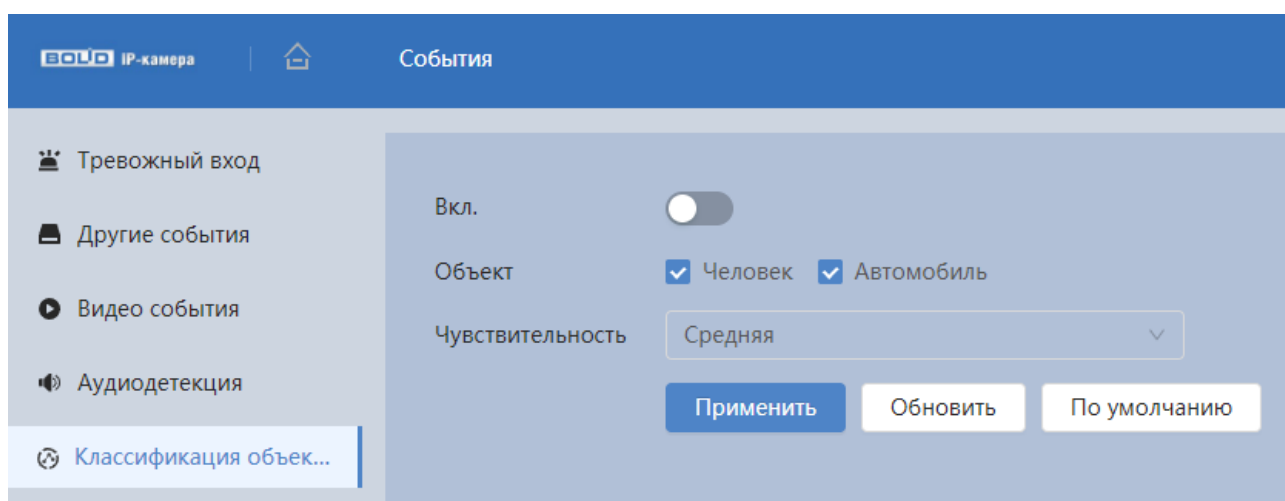 BOLID IP-камера
События
Тревожный вход
Другие события
Видео события
Аудиодетекция
Классификация объек...
Вкл.
Объект
Человек
Автомобиль
Чувствительность
Средняя
Применить
Обновить
По умолчанию